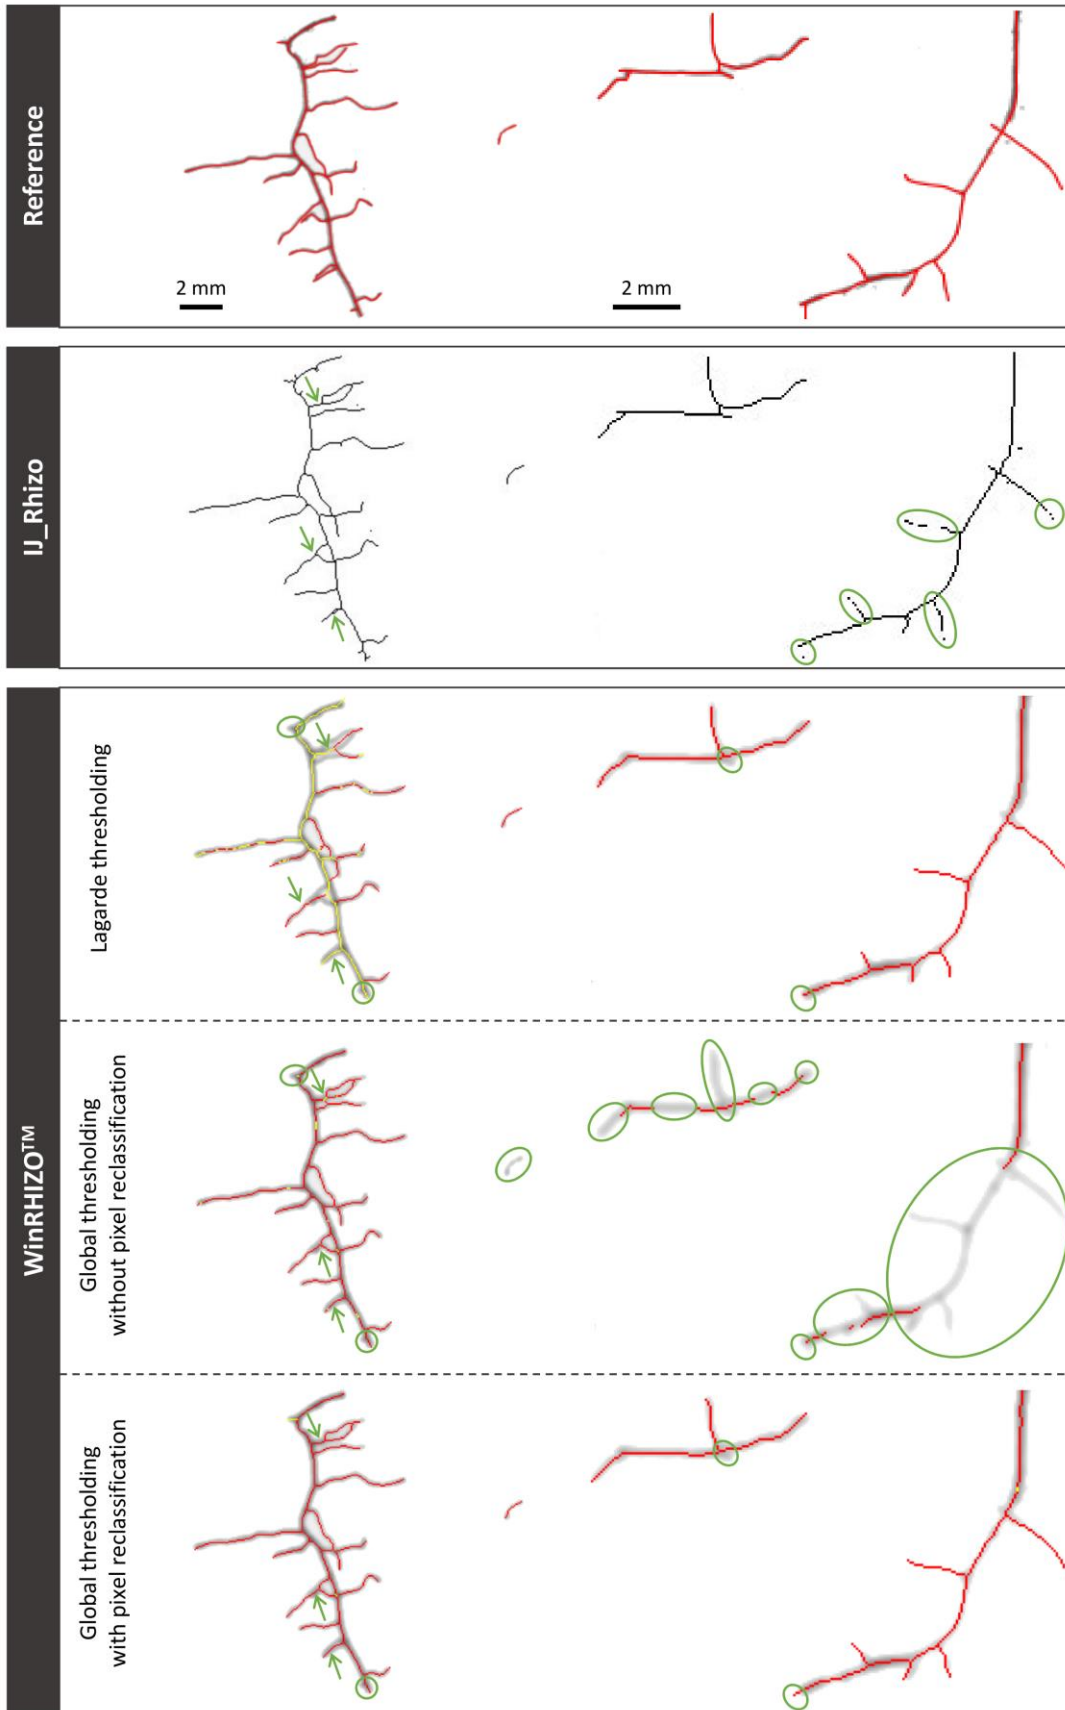 Reference
2 mm
2 mm
IJ_Rhizo
WinRHIZO™
Lagarde thresholding
Global thresholding
without pixel reclassification
Global thresholding
with pixel reclassification